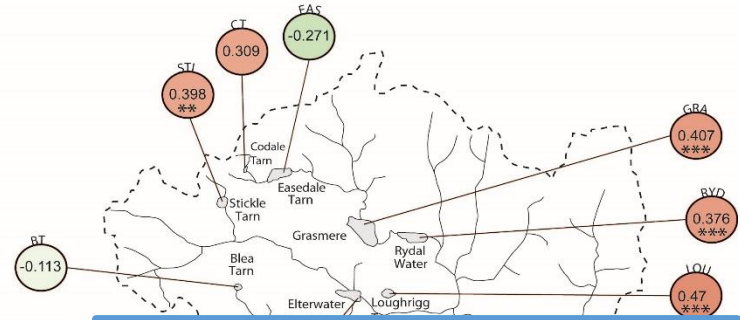 EAS
-0.271
CT
0.309
STI
0.398
**
GRA
0.407
***
Codale
Tarn
Easedale
Tarn
Stickle
Tarn
RYD
0.376
***
Grasmere
Rydal
Water
BT
-0.113
Blea
Tarn
LOU
0.47
***
Elterwater
Loughrigg